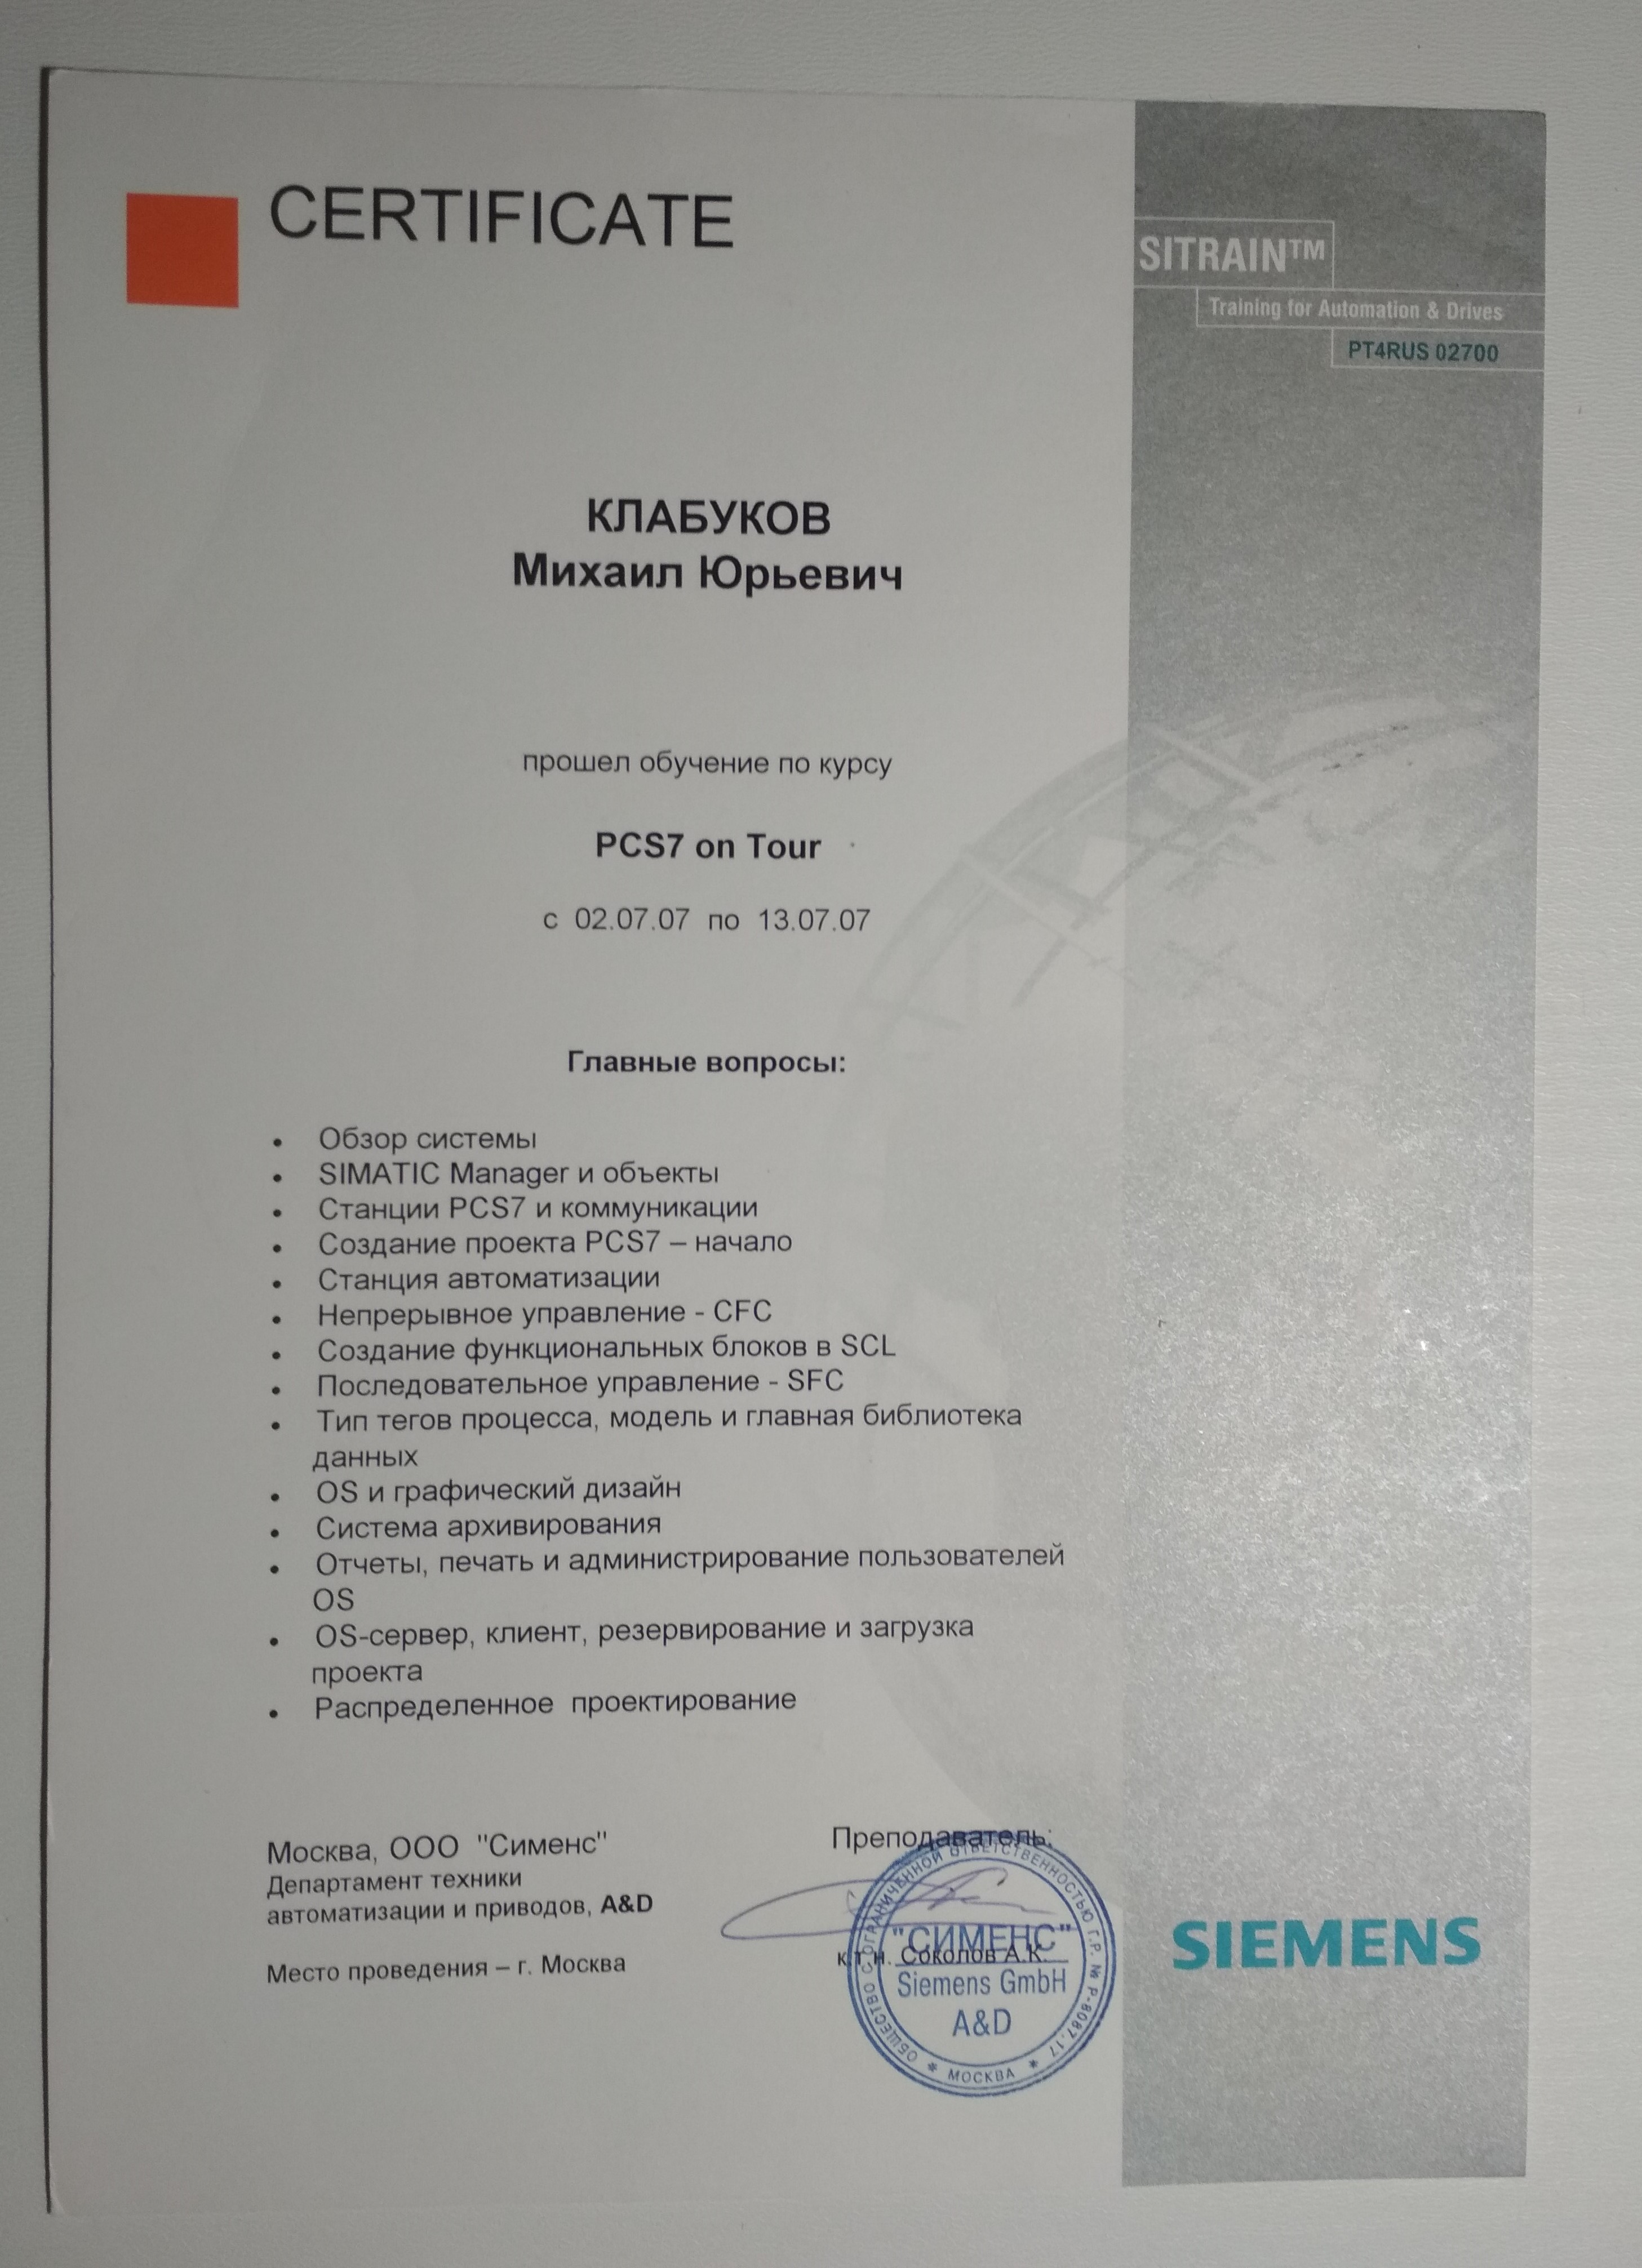 CERTIFICATE
SITRAIN™
Training for Automation & Drives
PT4RUS 02700
КЛАБУКОВ
Михаил Юрьевич
прошел обучение по курсу
PCS7 on Tour
с 02.07.07 по 13.07.07
Главные вопросы:
• Обзор системы
• SIMATIC Manager и объекты
• Станции PCS7 и коммуникации
• Создание проекта PCS7 – начало
• Станция автоматизации
• Непрерывное управление - CFC
• Создание функциональных блоков в SCL
• Последовательное управление - SFC
• Тип тегов процесса, модель и главная библиотека
данных
• OS и графический дизайн
• Система архивирования
• Отчеты, печать и администрирование пользователей
OS
• OS-сервер, клиент, резервирование и загрузка
проекта
• Распределенное проектирование
Москва, ООО "Сименс"
Департамент техники
автоматизации и приводов, A&D
Место проведения – г. Москва
Преподаватель:
к.т.н. Соколов А.К.
ОБЩЕСТВО С ОГРАНИЧЕННОЙ ОТВЕТСТВЕННОСТЬЮ Г.Р. № Р-8087.17
* МОСКВА *
"СИМЕНС"
Siemens GmbH
A&D
SIEMENS